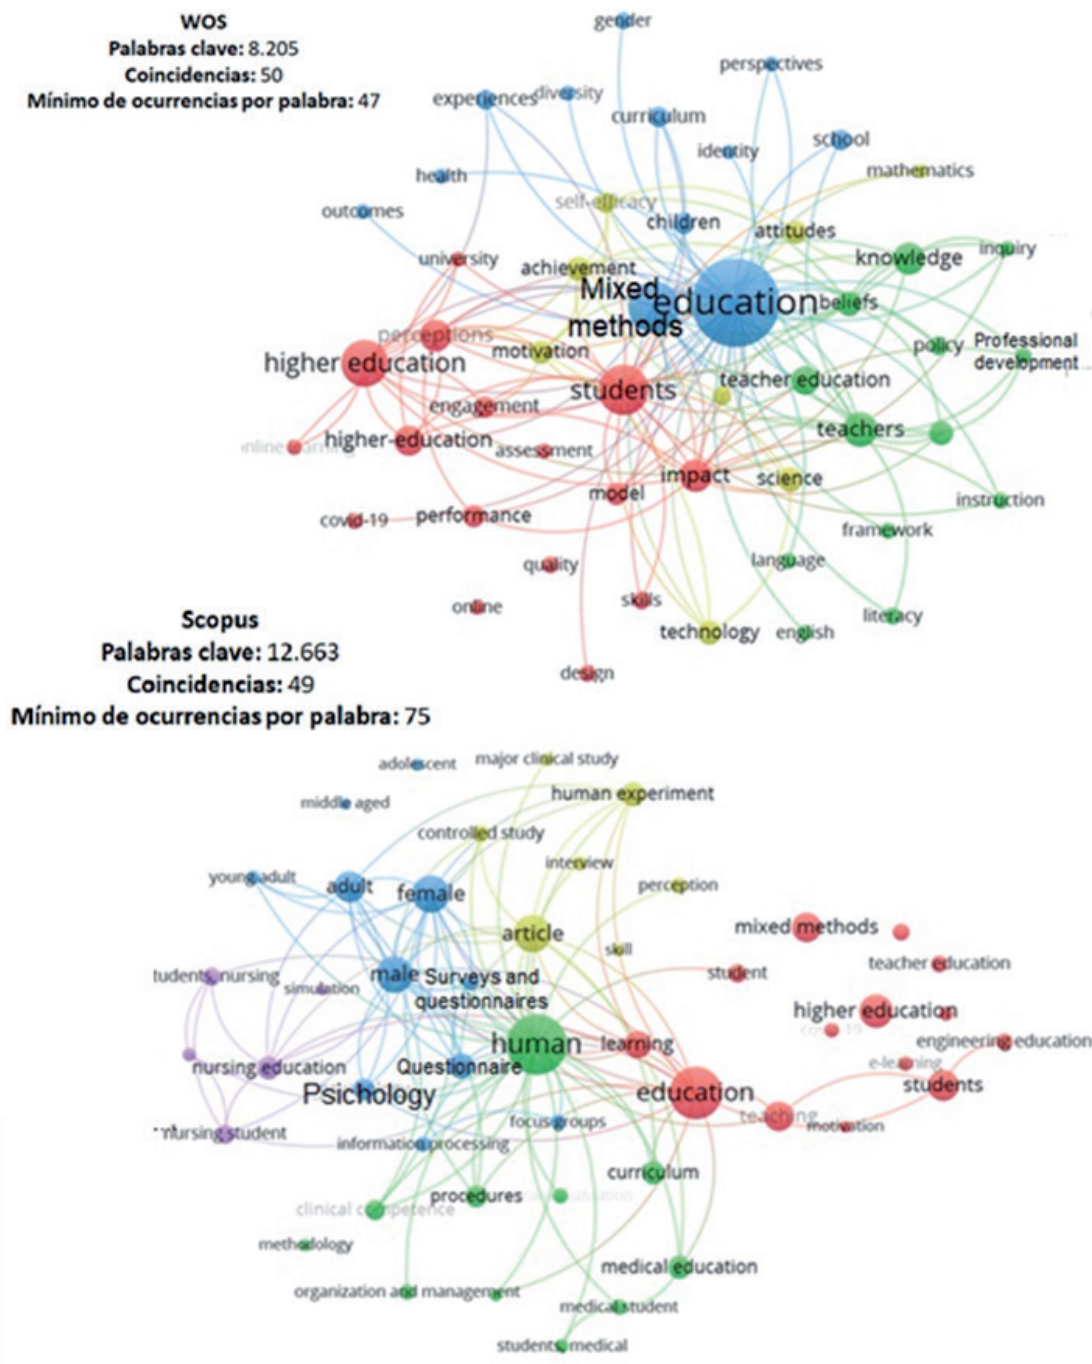 WOS
Palabras clave: 8.205
Coincidencias: 50
Mínimo de ocurrencias por palabra: 47
gender
perspectives
experiences
diversity
curriculum
school
identity
mathematics
health
self-efficacy
outcomes
children
attitudes
university
achievement
knowledge
inquiry
Mixed
methods
education
beliefs
perceptions
higher education
motivation
policy
Professional
development
students
teacher education
engagement
teachers
higher-education
assessment
impact
science
model
instruction
covid-19
performance
framework
quality
language
online
skills
literacy
technology
english
design
Scopus
Palabras clave: 12.663
Coincidencias: 49
Mínimo de ocurrencias por palabra: 75
adolescent
major clinical study
middle aged
human experiment
controlled study
interview
young adult
adult
female
perception
article
mixed methods
skill
tudents, nursing
male
Surveys and
questionnaires
student
teacher education
simulation
higher education
human
learning
engineering education
nursing education
Questionnaire
e-learning
Psichology
education
students
teaching
motivation
nursing student
focus groups
information processing
curriculum
procedures
clinical competence
methodology
medical education
organization and management
medical student
students, medical